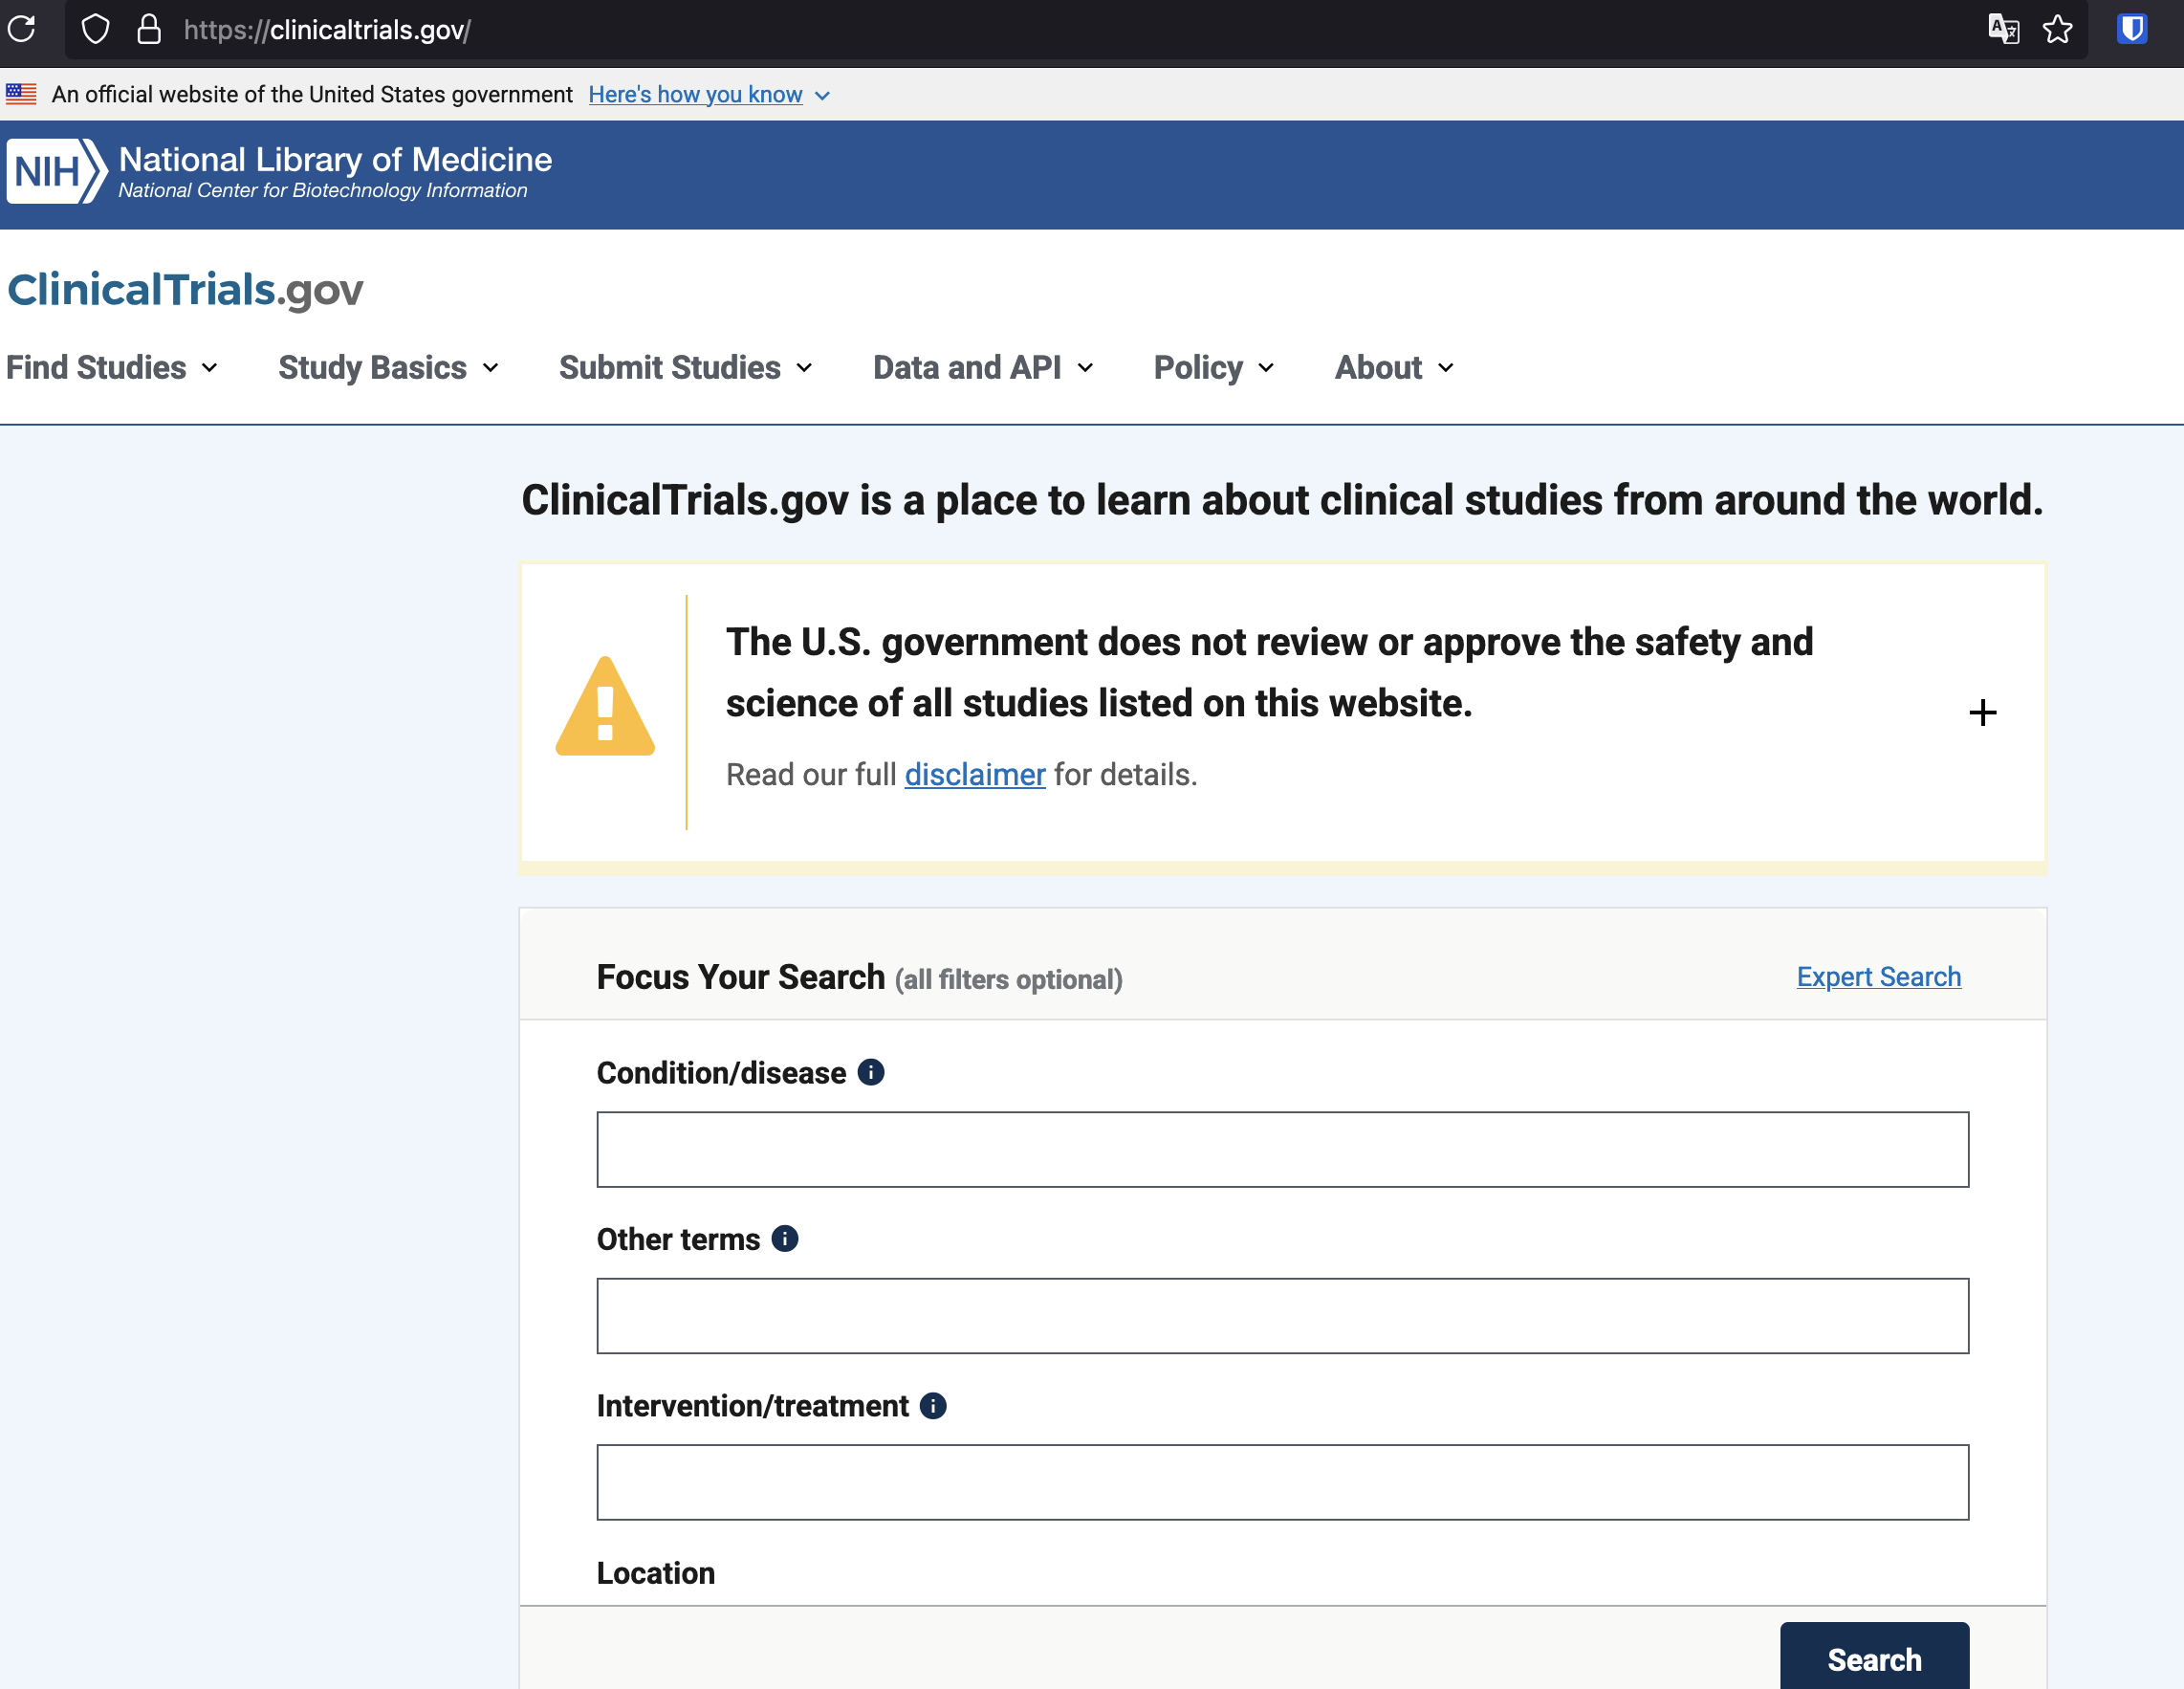 https://clinicaltrials.gov/
An official website of the United States government Here's how you know
NIH National Library of Medicine
National Center for Biotechnology Information
ClinicalTrials.gov
Find Studies Study Basics Submit Studies Data and API Policy About
ClinicalTrials.gov is a place to learn about clinical studies from around the world.
The U.S. government does not review or approve the safety and
science of all studies listed on this website.
Read our full disclaimer for details.
Focus Your Search (all filters optional) Expert Search
Condition/disease
Other terms
Intervention/treatment
Location
Search